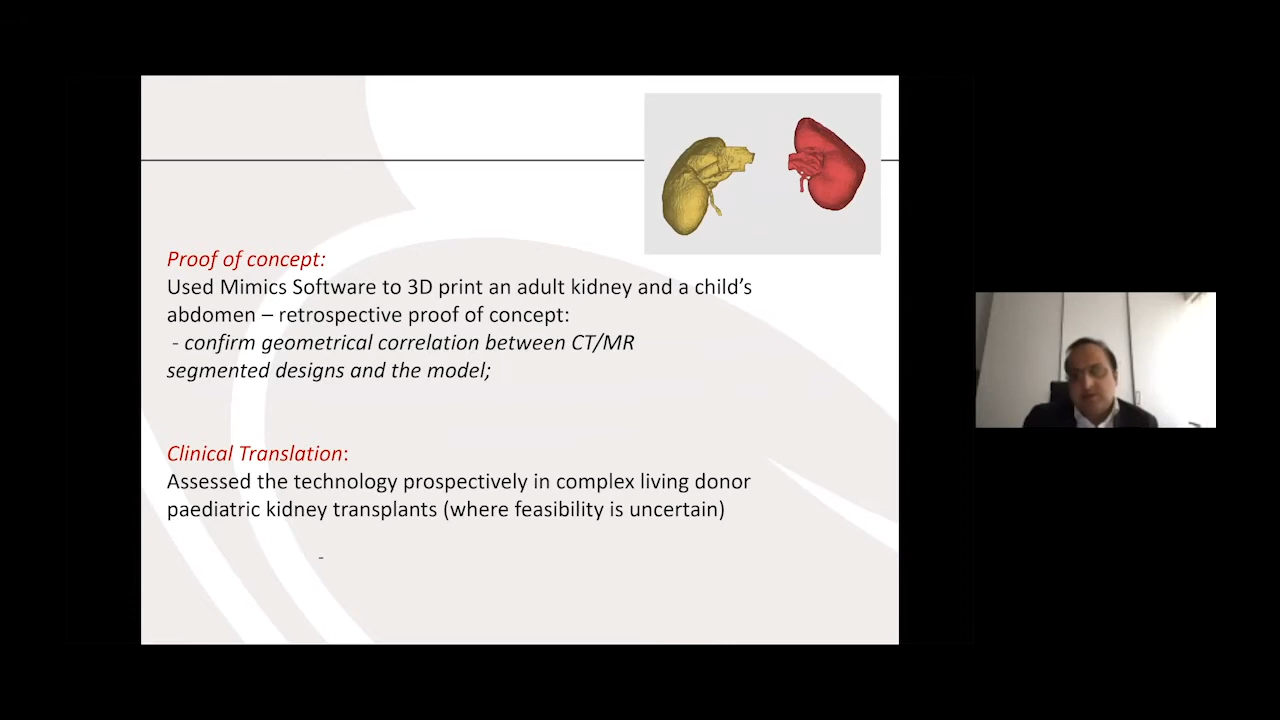 Proof of concept:
Used Mimics Software to 3D print an adult kidney and a child’s
abdomen – retrospective proof of concept:
- confirm geometrical correlation between CT/MR
segmented designs and the model;
Clinical Translation:
Assessed the technology prospectively in complex living donor
paediatric kidney transplants (where feasibility is uncertain)
-